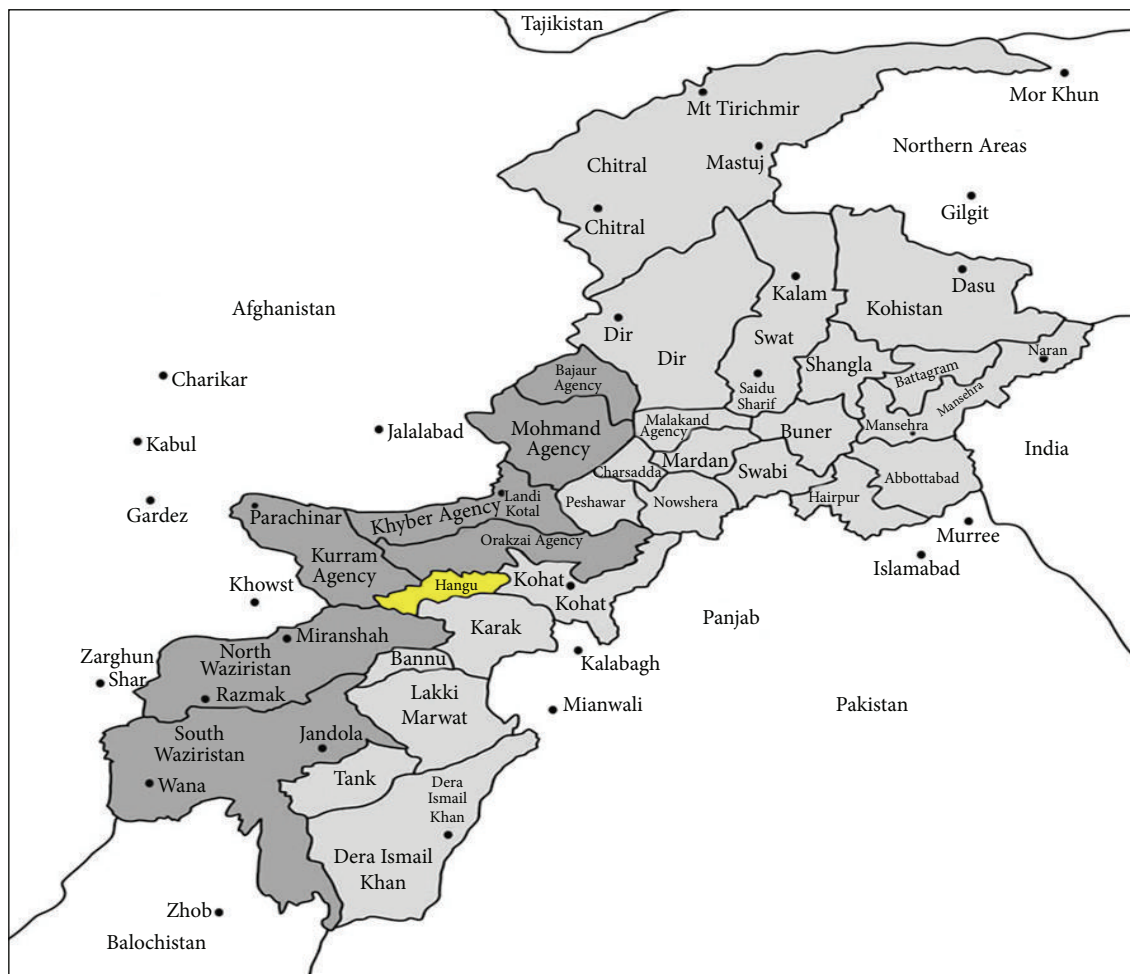 Tajikistan
Mor Khun
Mt Tirichmir
Northern Areas
Mastuj
Chitral
Gilgit
Chitral
Dasu
Kalam
Kohistan
Afghanistan
Dir
Swat
Naran
Dir
Shangla
Battagram
Bajaur
Agency
Charikar
Saidu
Sharif
Mansehra
Malakand
Agency
Mansehra
Jalalabad
Mohmand
Agency
Buner
Kabul
India
Mardan
Charsadda
Swabi
Abbottabad
Landi
Kotal
Peshawar
Nowshera
Hairpur
Gardez
Parachinar
Khyber Agency
Murree
Orakzai Agency
Kurram
Agency
Islamabad
Khowst
Hangu
Kohat
Kohat
Panjab
Karak
Miranshah
Zarghun
Shar
North
Waziristan
Bannu
Kalabagh
Razmak
Lakki
Marwat
Mianwali
Pakistan
South
Waziristan
Jandola
Wana
Tank
Dera
Ismail
Khan
Dera Ismail
Khan
Zhob
Balochistan